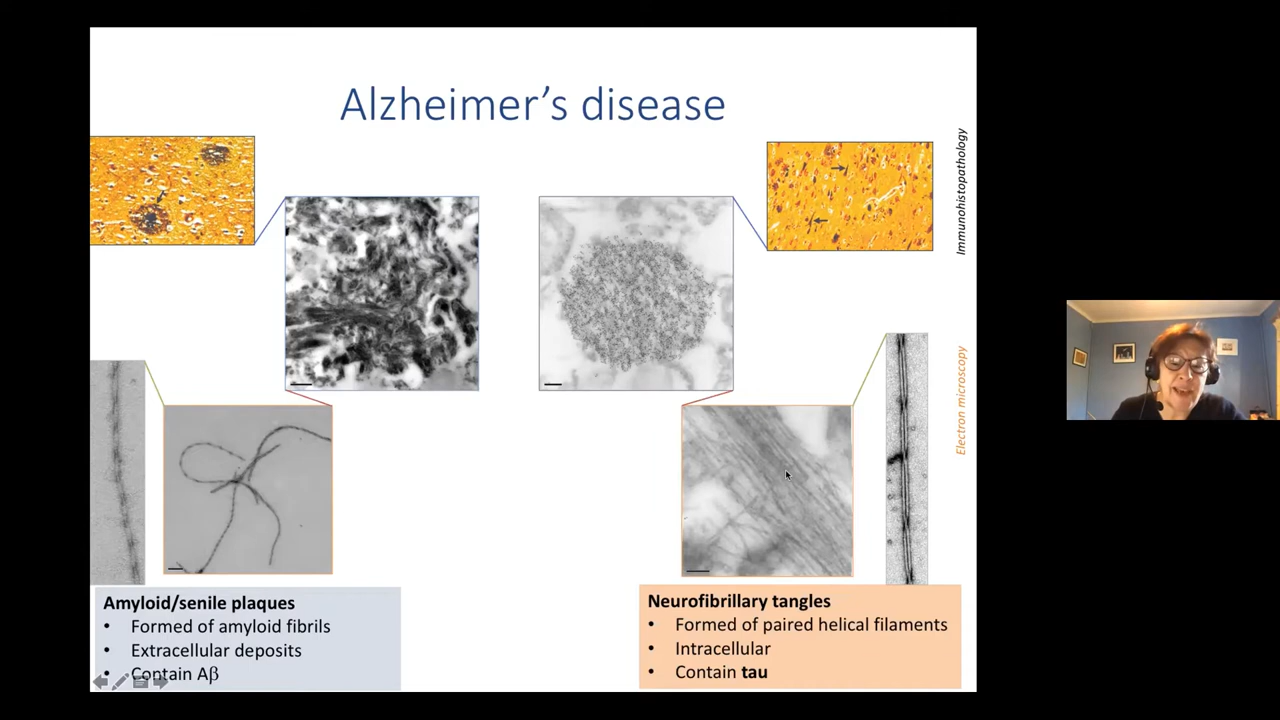 Alzheimer's disease
Immunohistopathology
Electron microscopy
Amyloid/senile plaques
• Formed of amyloid fibrils
• Extracellular deposits
• Contain Aβ
Neurofibrillary tangles
• Formed of paired helical filaments
• Intracellular
• Contain tau